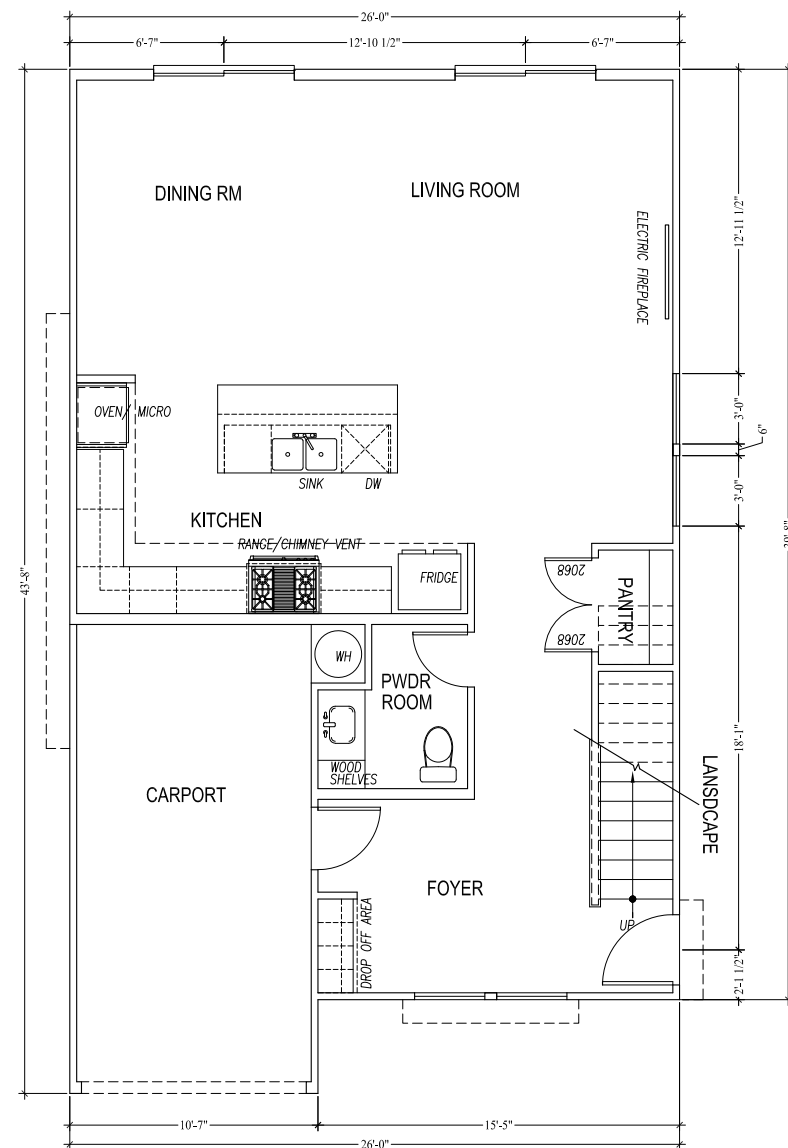 26'-0"
6'-7"
12'-10 1/2"
6'-7"
DINING RM
LIVING ROOM
ELECTRIC FIREPLACE
12'-11 1/2"
OVEN/ MICRO
3'-0"
6"
3'-0"
SINK
DW
KITCHEN
RANGE/CHIMNEY VENT
FRIDGE
2068
PANTRY
2068
43'-8"
WH
PWDR
ROOM
WOOD
SHELVES
18'-1"
LANSDCAPE
CARPORT
FOYER
DROP OFF AREA
UP
2'-1 1/2"
10'-7"
15'-5"
26'-0"